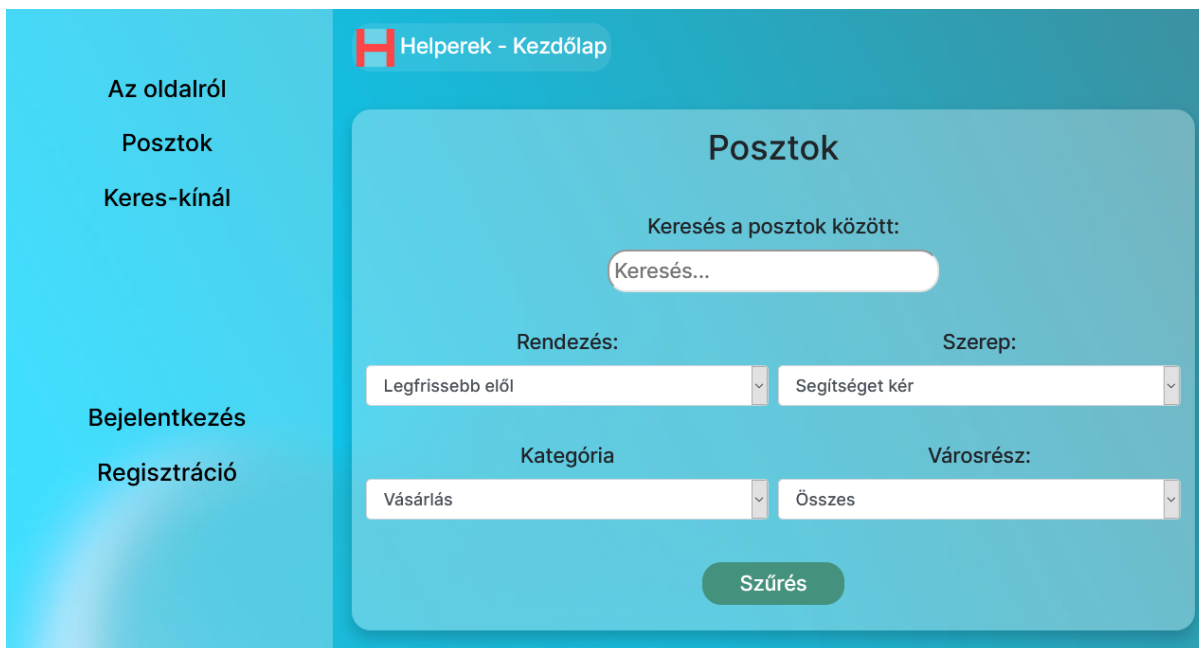 Az oldalról
Posztok
Keres-kínál
Bejelentkezés
Regisztráció
Helperek - Kezdőlap
Posztok
Keresés a posztok között:
Keresés...
Rendezés:
Szerep:
Legfrissebb elől
Segítséget kér
Kategória
Városrész:
Vásárlás
Összes
Szűrés